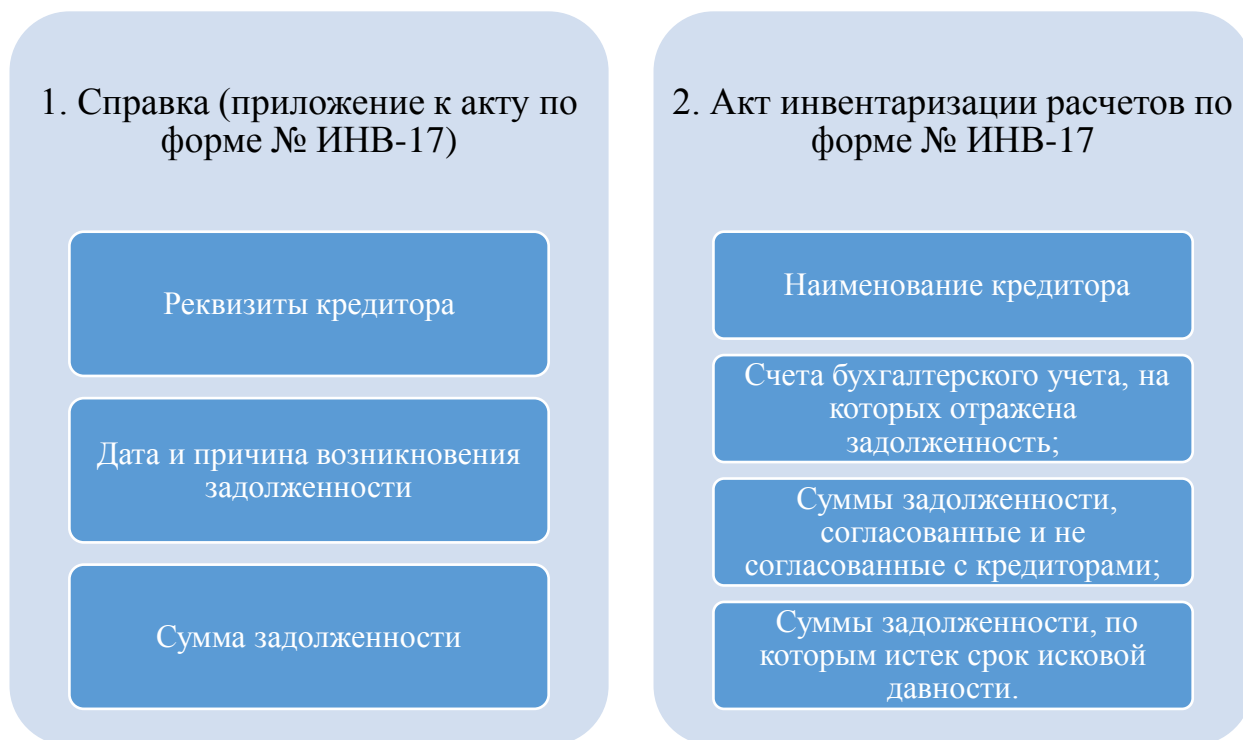 1. Справка (приложение к акту по
форме № ИНВ-17)
Реквизиты кредитора
Дата и причина возникновения
задолженности
Сумма задолженности
2. Акт инвентаризации расчетов по
форме № ИНВ-17
Наименование кредитора
Счета бухгалтерского учета, на
которых отражена
задолженность;
Суммы задолженности,
согласованные и не
согласованные с кредиторами;
Суммы задолженности, по
которым истек срок исковой
давности.